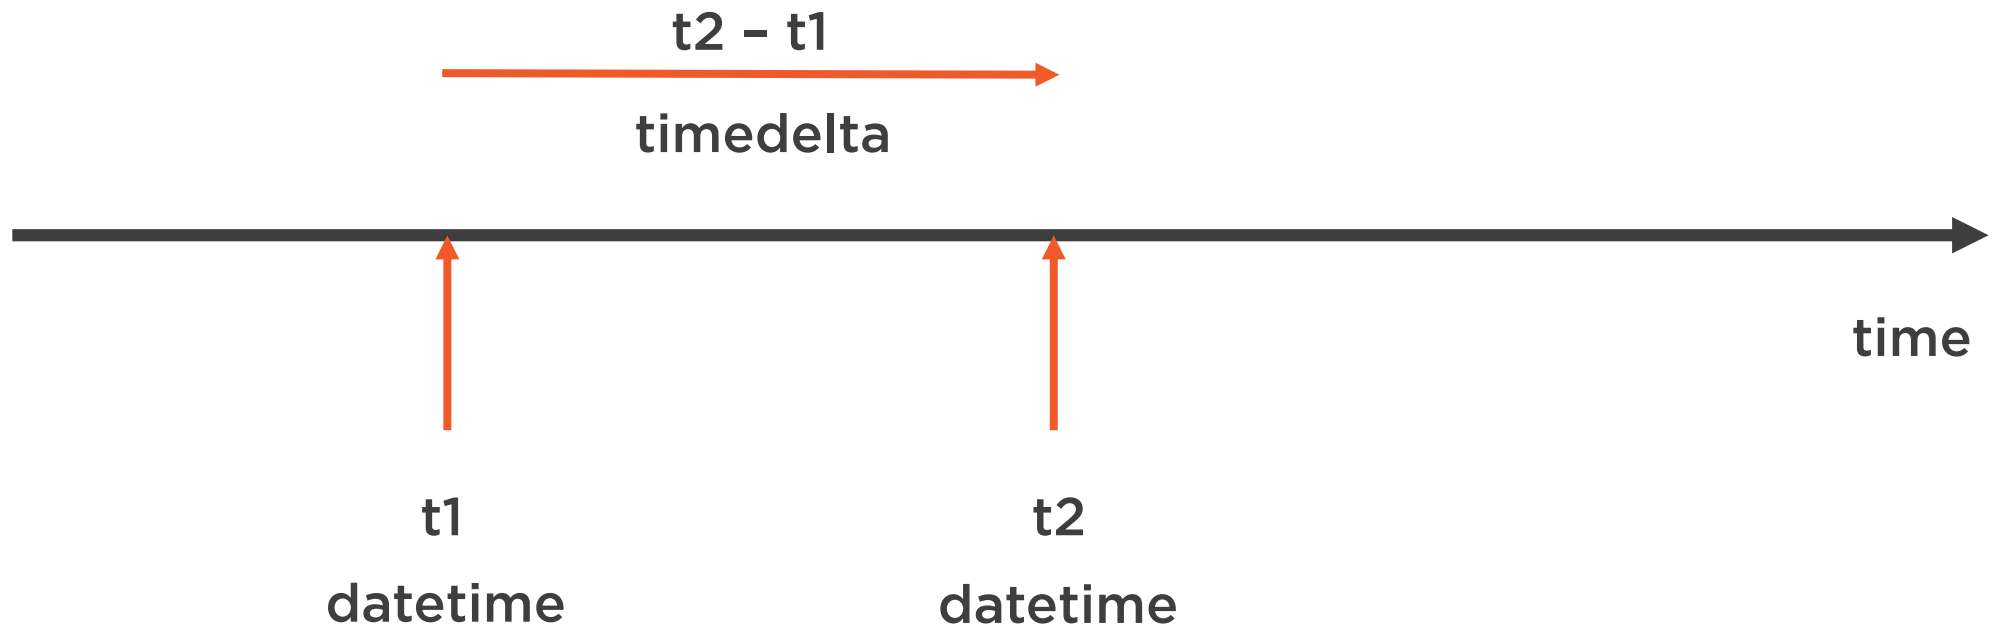 t2 – t1
timedelta
time
t1
datetime
t2
datetime